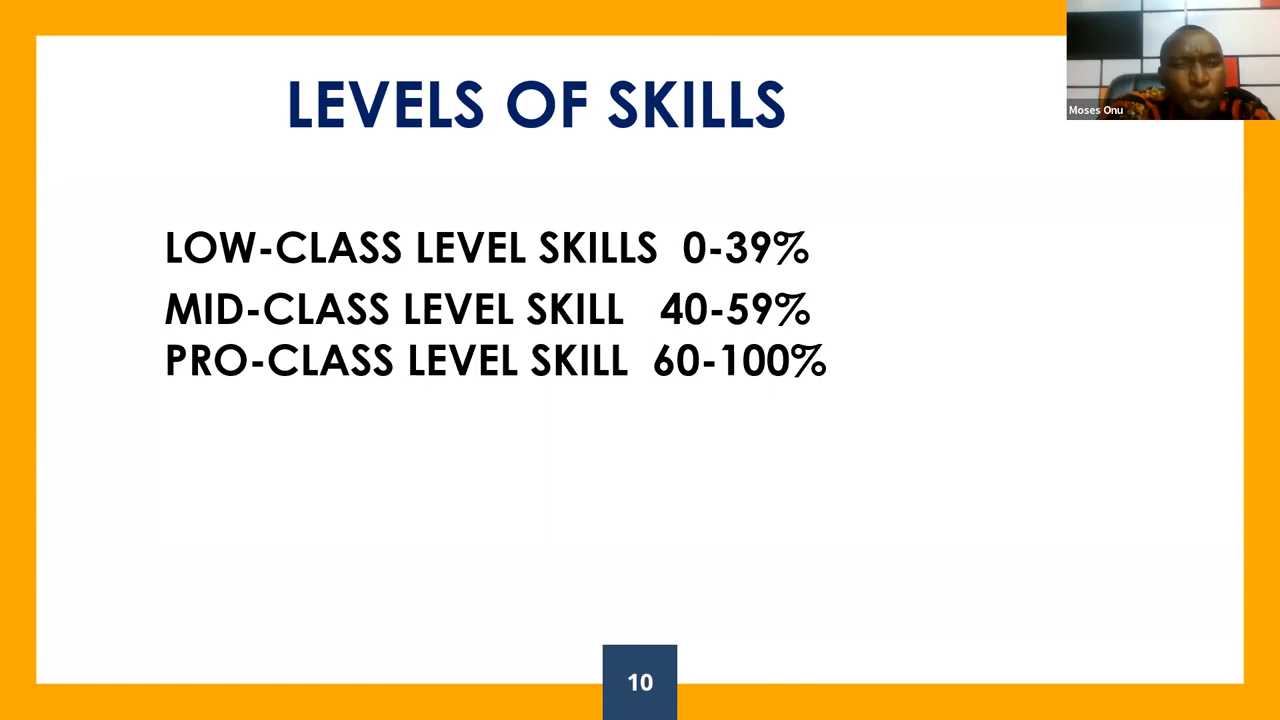 LEVELS OF SKILLS
Moses Onu
LOW-CLASS LEVEL SKILLS 0-39%
MID-CLASS LEVEL SKILL 40-59%
PRO-CLASS LEVEL SKILL 60-100%
10